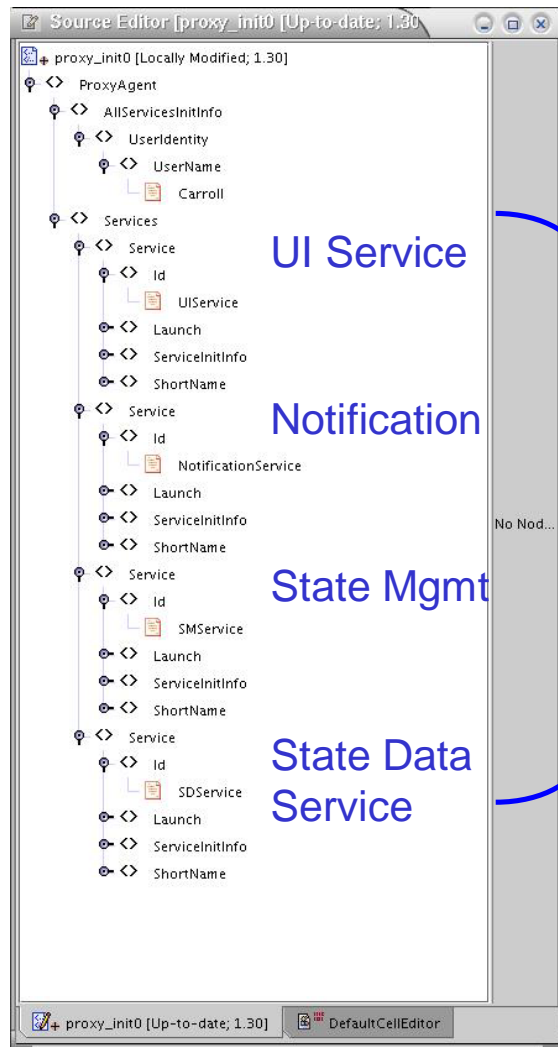 Source Editor [proxy_init0 [Up-to-date; 1.30
proxy_init0 [Locally Modified; 1.30]
ProxyAgent
AllServicesInitInfo
UserIdentity
UserName
Carroll
Services
Service
UI Service
Id
UIService
Launch
ServiceInitInfo
ShortName
Service
Notification
Id
NotificationService
Launch
ServiceInitInfo
No Nod...
ShortName
Service
State Mgmt
Id
SMService
Launch
ServiceInitInfo
ShortName
Service
State Data
Service
Id
SDService
Launch
ServiceInitInfo
ShortName
proxy_init0 [Up-to-date; 1.30]
DefaultCellEditor